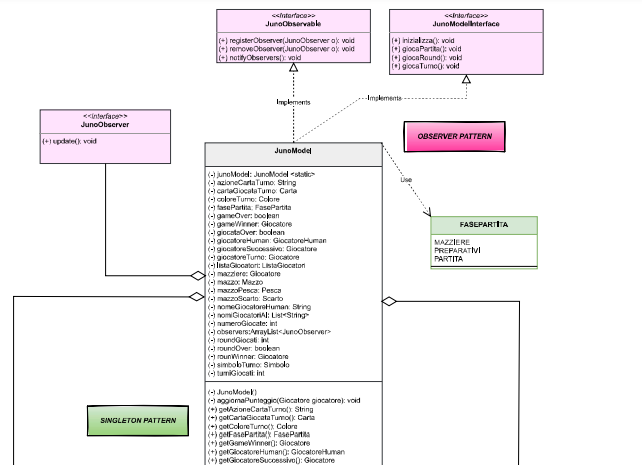 <<Interface>>
JunoObservable
(+) registerObserver(JunoObserver o): void
(+) removeObserver(JunoObserver o): void
(+) notifyObservers(): void
<<Interface>>
JunoModelInterface
(+) inizializza(): void
(+) giocaPartita(): void
(+) giocaRound(): void
(+) giocaTurno(): void
Implements
Implements
<<Interface>>
JunoObserver
(+) update(): void
OBSERVER PATTERN
Use
FASEPARTITA
MAZZIERE
PREPARATIVI
PARTITA
JunoModel
(-) junoModel: JunoModel <static>
(-) azioneCartaTurno: String
(-) cartaGiocataTurno: Carta
(-) coloreTurno: Colore
(-) fasePartita: FasePartita
(-) gameOver: boolean
(-) gameWinner: Giocatore
(-) giocataOver: boolean
(-) giocatoreHuman: GiocatoreHuman
(-) giocatoreSuccessivo: Giocatore
(-) giocatoreTurno: Giocatore
(-) listaGiocatori: ListaGiocatori
(-) mazziere: Giocatore
(-) mazzo: Mazzo
(-) mazzoPesca: Pesca
(-) mazzoScarto: Scarto
(-) nomeGiocatoreHuman: String
(-) nomiGiocatoriAI: List<String>
(-) numeroGiocate: int
(-) observers:ArrayList<JunoObserver>
(-) roundGiocati: int
(-) roundOver: boolean
(-) rounWinner: Giocatore
(-) simboloTurno: Simbolo
(-) turniGiocati: int
(-) JunoModel()
(-) aggiornaPunteggio(Giocatore giocatore): void
(+) getAzioneCartaTurno(): String
(+) getCartaGiocataTurno(): Carta
(+) getColoreTurno(): Colore
(+) getFasePartita(): FasePartita
(+) getGameWinner(): Giocatore
(+) getGiocatoreHuman(): GiocatoreHuman
(+) getGiocatoreSuccessivo(): Giocatore
SINGLETON PATTERN